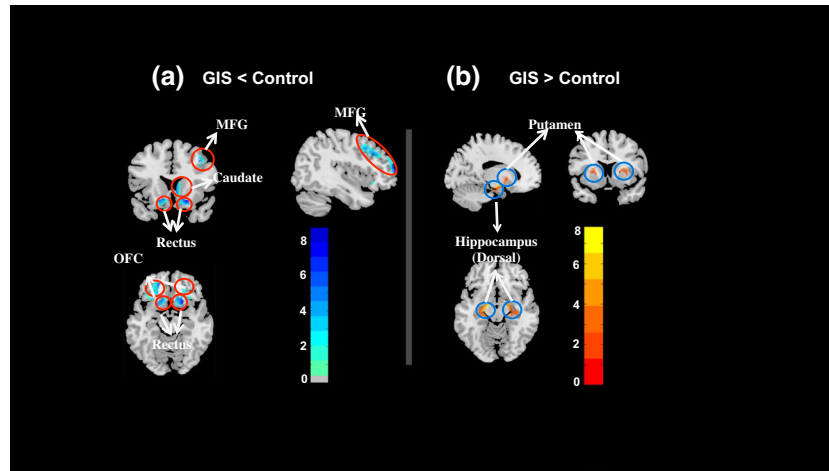 (a) GIS < Control
MFG
MFG
Caudate
Rectus
OFC
Rectus
8
6
4
2
0
(b) GIS > Control
Putamen
Hippocampus
(Dorsal)
8
6
4
2
0